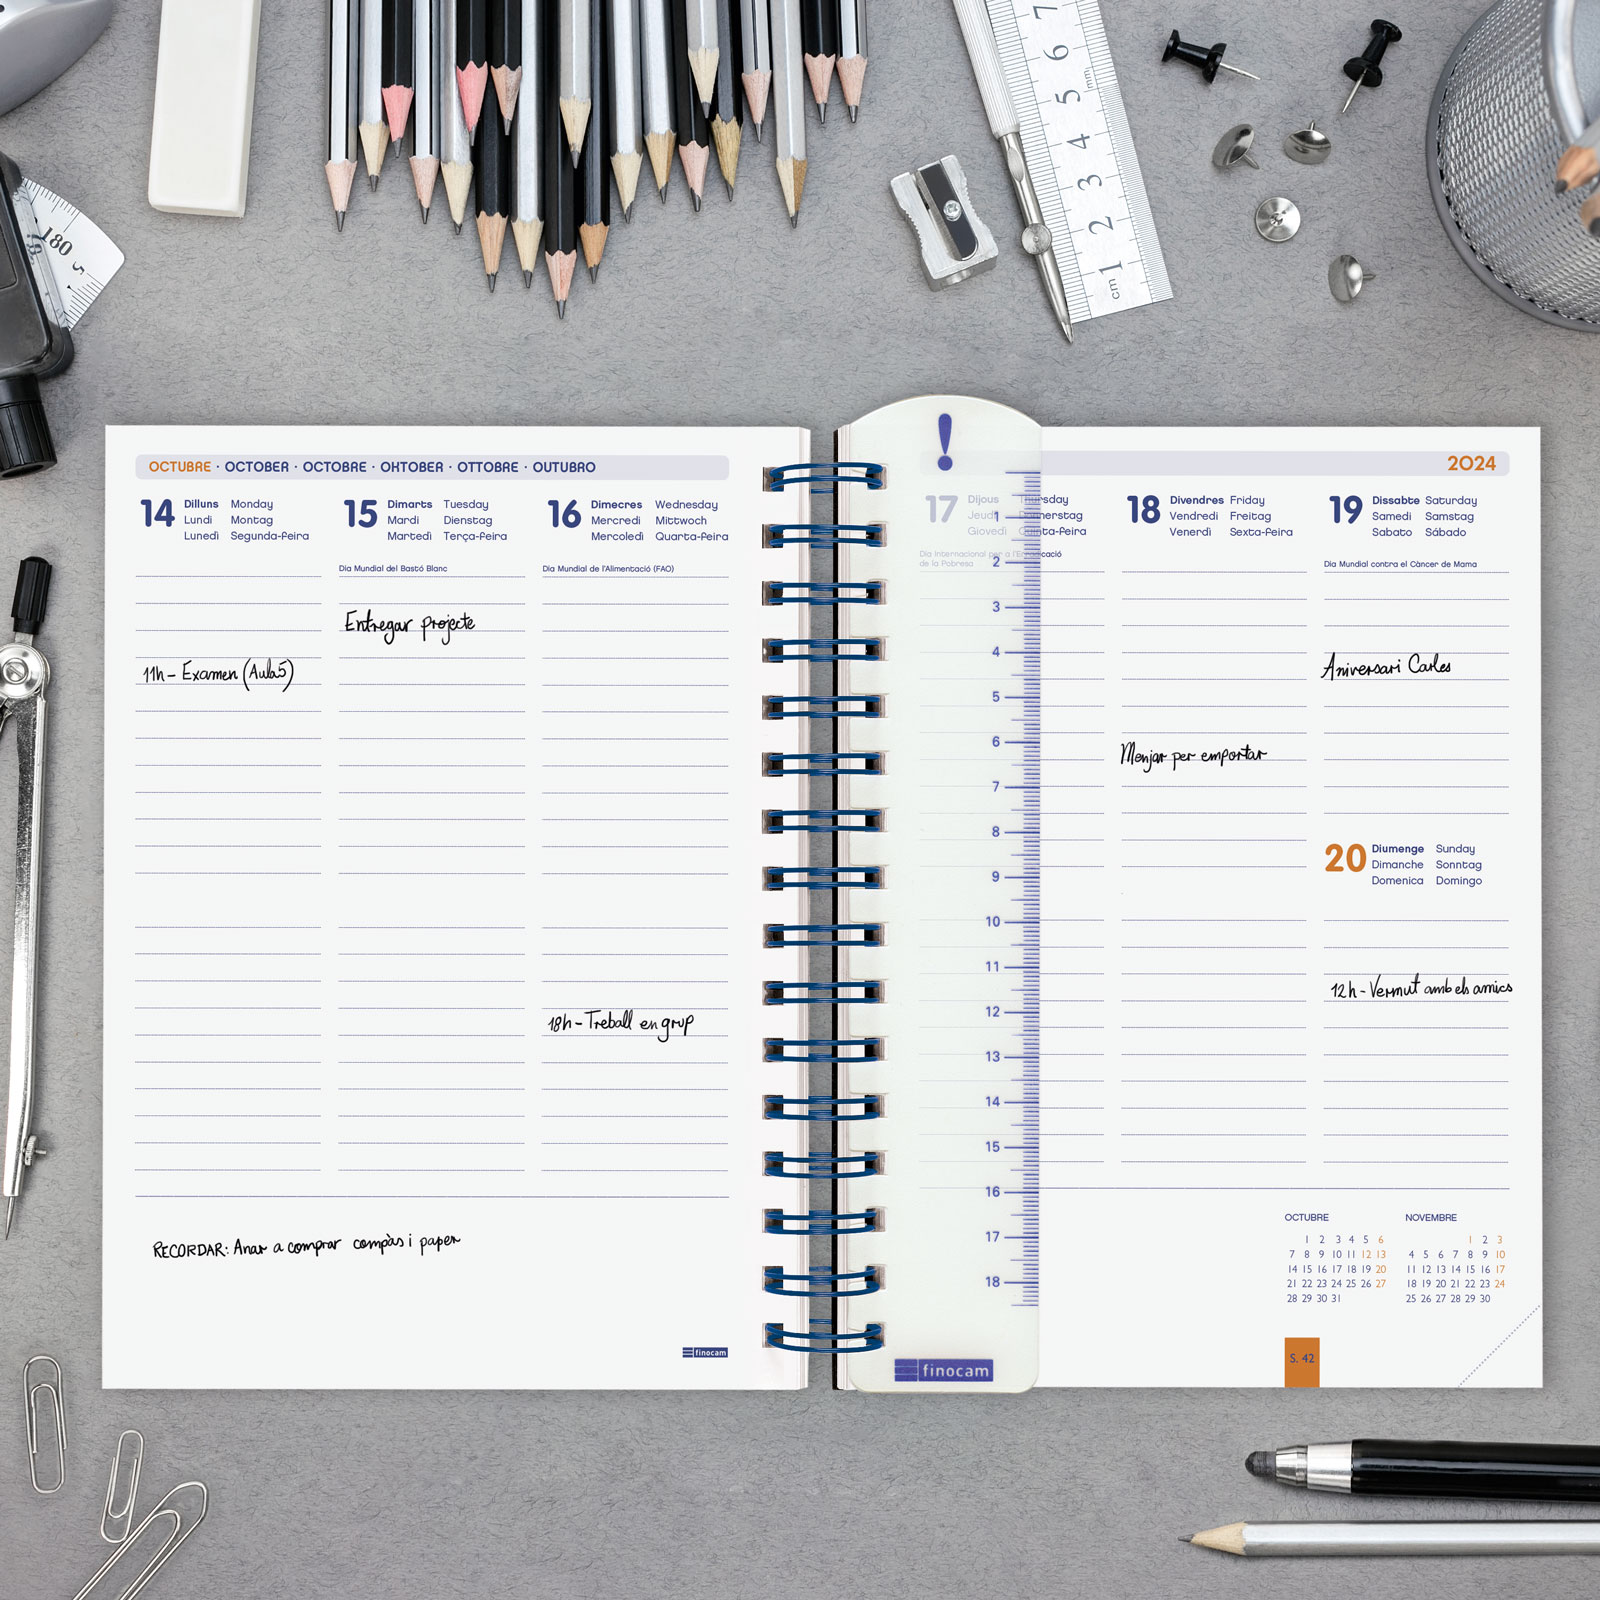 180
cm 1 2 3 4 5 6 7
mm
OCTUBRE · OCTOBER · OCTOBRE · OKTOBER · OTTOBRE · OUTUBRO
14 Dilluns Monday
Lundi Montag
Lunedì Segunda-feira
15 Dimarts Tuesday
Mardi Dienstag
Martedì Terça-feira
16 Dimecres Wednesday
Mercredi Mittwoch
Mercoledì Quarta-feira
Dia Mundial del Bastó Blanc
Dia Mundial de l'Alimentació (FAO)
Entregar projecte
11h - Examen (Aula 5)
18h - Treball en grup
RECORDAR: Anar a comprar compàs i paper
finocam
!
2024
17 Dijous Thursday
Jeudi Donnerstag
Giovedì Quinta-feira
Dia Internacional per a l'Eradicació
de la Pobresa
18 Divendres Friday
Vendredi Freitag
Venerdì Sexta-feira
19 Dissabte Saturday
Samedi Samstag
Sabato Sábado
Dia Mundial contra el Càncer de Mama
Aniversari Carles
Menjar per emportar
20 Diumenge Sunday
Dimanche Sonntag
Domenica Domingo
12h - Vermut amb els amics
1
2
3
4
5
6
7
8
9
10
11
12
13
14
15
16
17
18
finocam
OCTUBRE
1 2 3 4 5 6
7 8 9 10 11 12 13
14 15 16 17 18 19 20
21 22 23 24 25 26 27
28 29 30 31
NOVEMBRE
1 2 3
4 5 6 7 8 9 10
11 12 13 14 15 16 17
18 19 20 21 22 23 24
25 26 27 28 29 30
S. 42